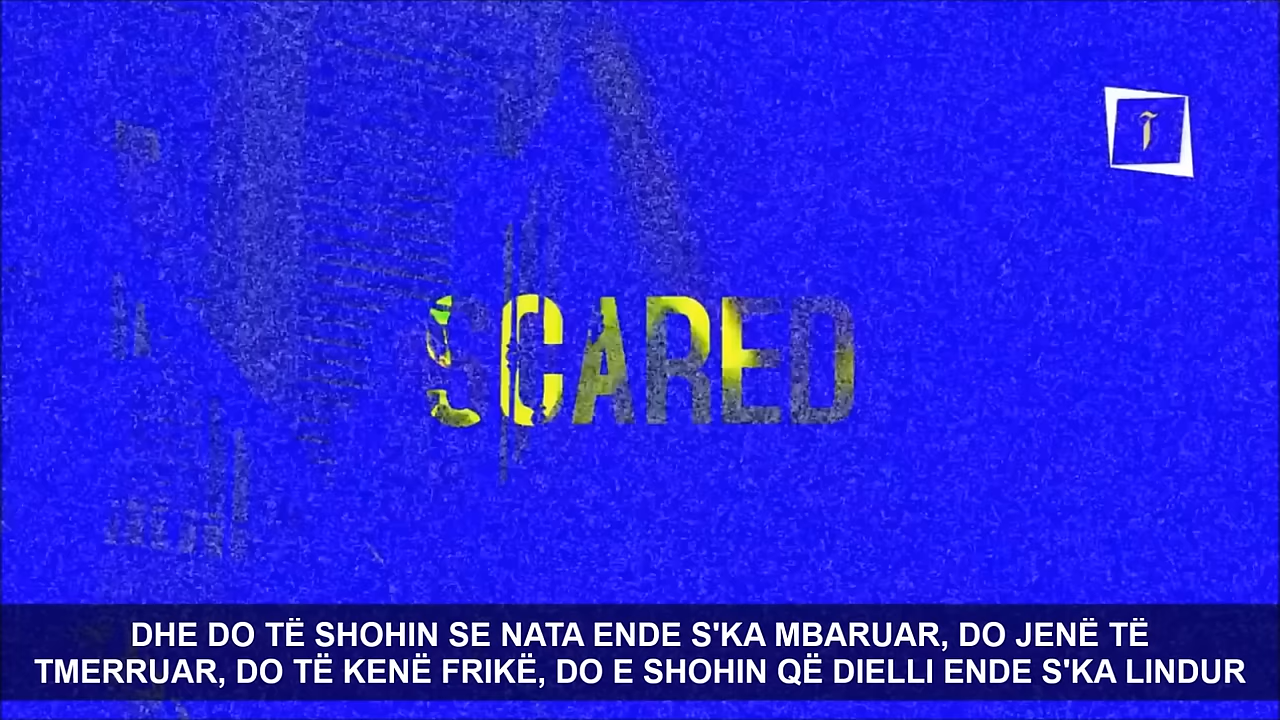 SCARED
DHE DO TË SHOHIN SE NATA ENDE S'KA MBARUAR, DO JENË TË
TMERRUAR, DO TË KENË FRIKË, DO E SHOHIN QË DIELLI ENDE S'KA LINDUR